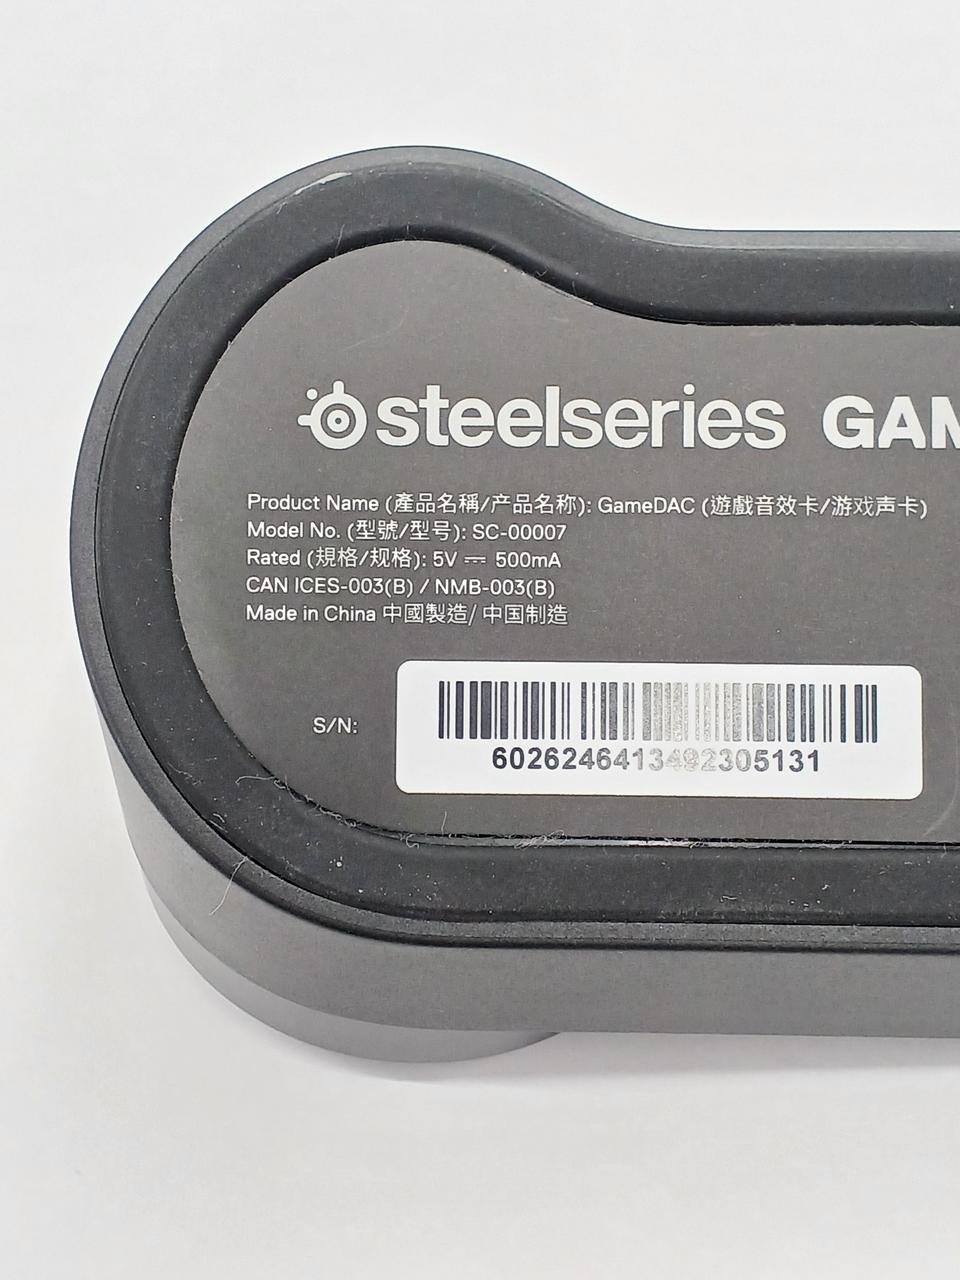 steelseries GAM
Product Name (產品名稱/产品名称): GameDAC (遊戲音效卡/游戏声卡)
Model No. (型號/型号): SC-00007
Rated (規格/规格): 5V ⎓ 500mA
CAN ICES-003(B) / NMB-003(B)
Made in China 中國製造/ 中国制造
S/N:
6026246413492305131